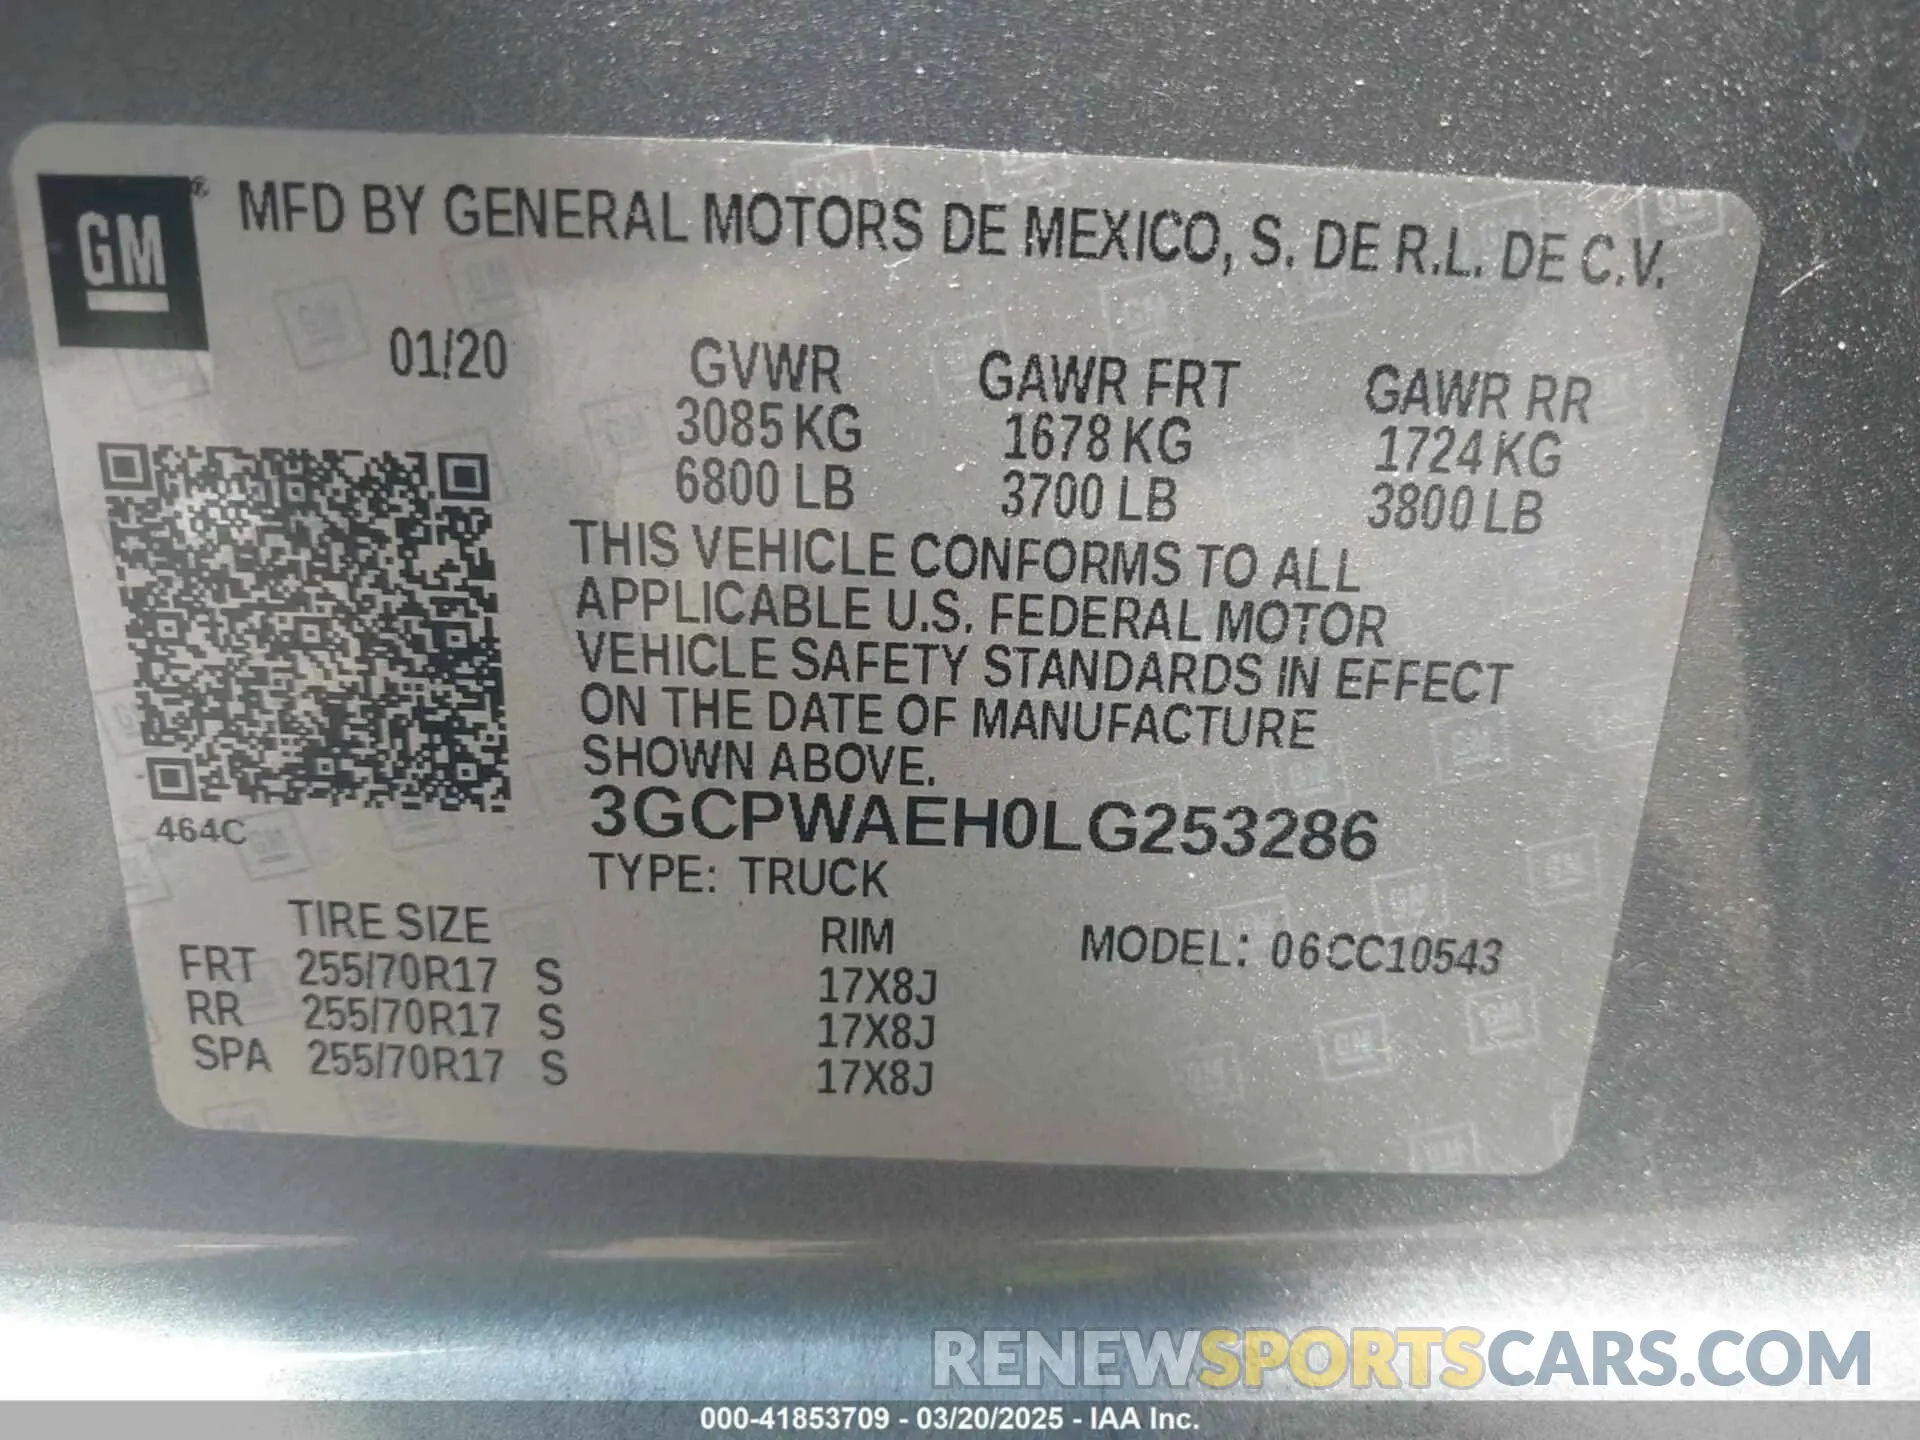 GM®
MFD BY GENERAL MOTORS DE MEXICO, S. DE R.L. DE C.V.
01/20
GVWR
3085 KG
6800 LB
GAWR FRT
1678 KG
3700 LB
GAWR RR
1724 KG
3800 LB
THIS VEHICLE CONFORMS TO ALL
APPLICABLE U.S. FEDERAL MOTOR
VEHICLE SAFETY STANDARDS IN EFFECT
ON THE DATE OF MANUFACTURE
SHOWN ABOVE.
464C
3GCPWAEH0LG253286
TYPE: TRUCK
TIRE SIZE RIM MODEL: 06CC10543
FRT 255/70R17 S 17X8J
RR 255/70R17 S 17X8J
SPA 255/70R17 S 17X8J
RENEWSPORTSCARS.COM
000-41853709 - 03/20/2025 - IAA Inc.